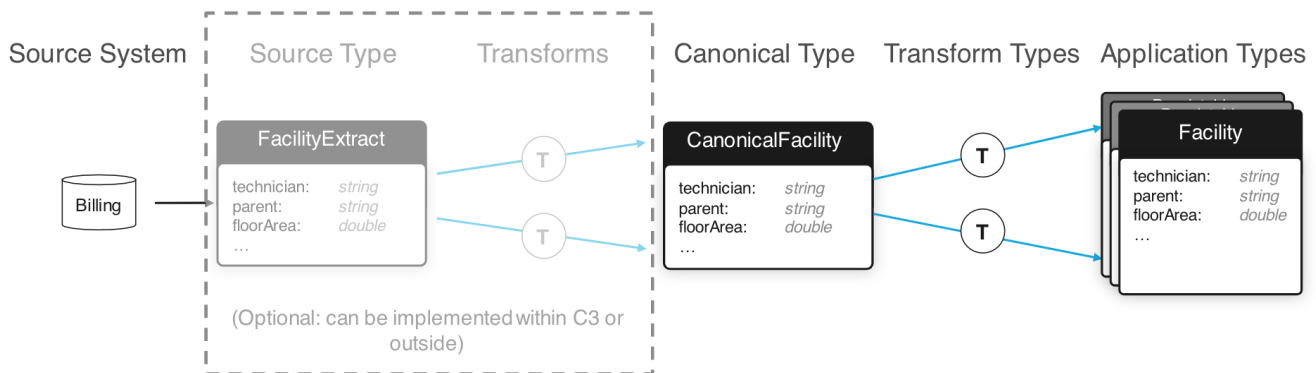 Source System
Source Type
Transforms
Canonical Type
Transform Types
Application Types
Billing
FacilityExtract
technician: string
parent: string
floorArea: double
…
T
T
(Optional: can be implemented within C3 or
outside)
CanonicalFacility
technician: string
parent: string
floorArea: double
…
T
T
Facility
technician: string
parent: string
floorArea: double
…